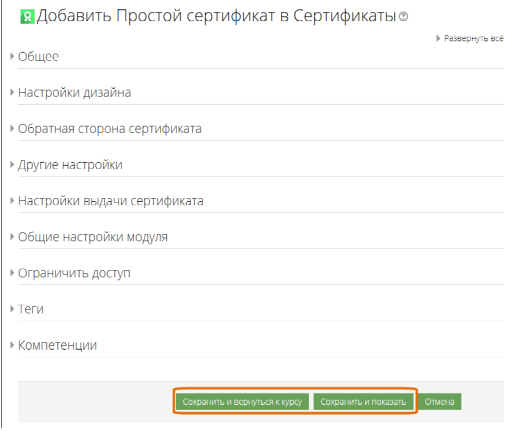 Добавить Простой сертификат в Сертификаты
Развернуть всё
Общее
Настройки дизайна
Обратная сторона сертификата
Другие настройки
Настройки выдачи сертификата
Общие настройки модуля
Ограничить доступ
Теги
Компетенции
Сохранить и вернуться к курсу Сохранить и показать Отмена